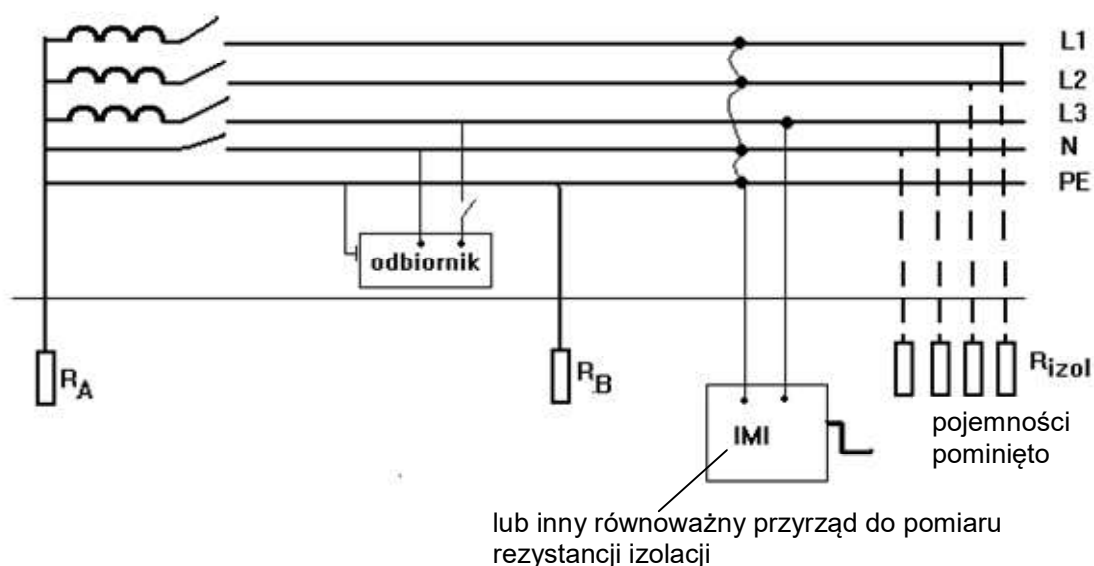 L1
L2
L3
N
PE
odbiornik
RA
RB
Rizol
IMI
pojemności
pominięto
lub inny równoważny przyrząd do pomiaru
rezystancji izolacji